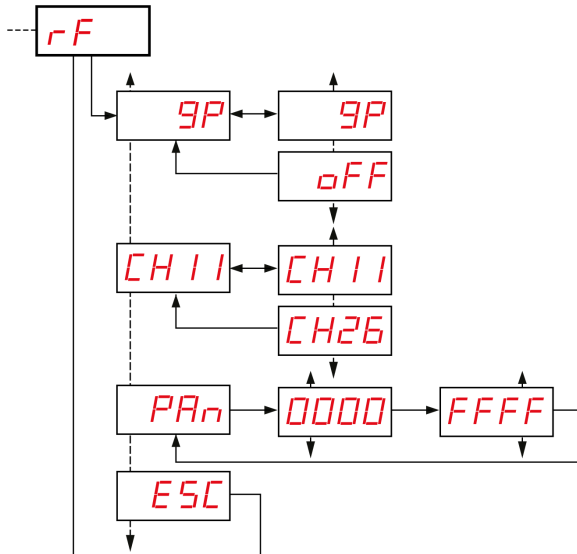 rF
gP gP
oFF
CH11 CH11
CH26
PAn 0000 FFFF
ESC